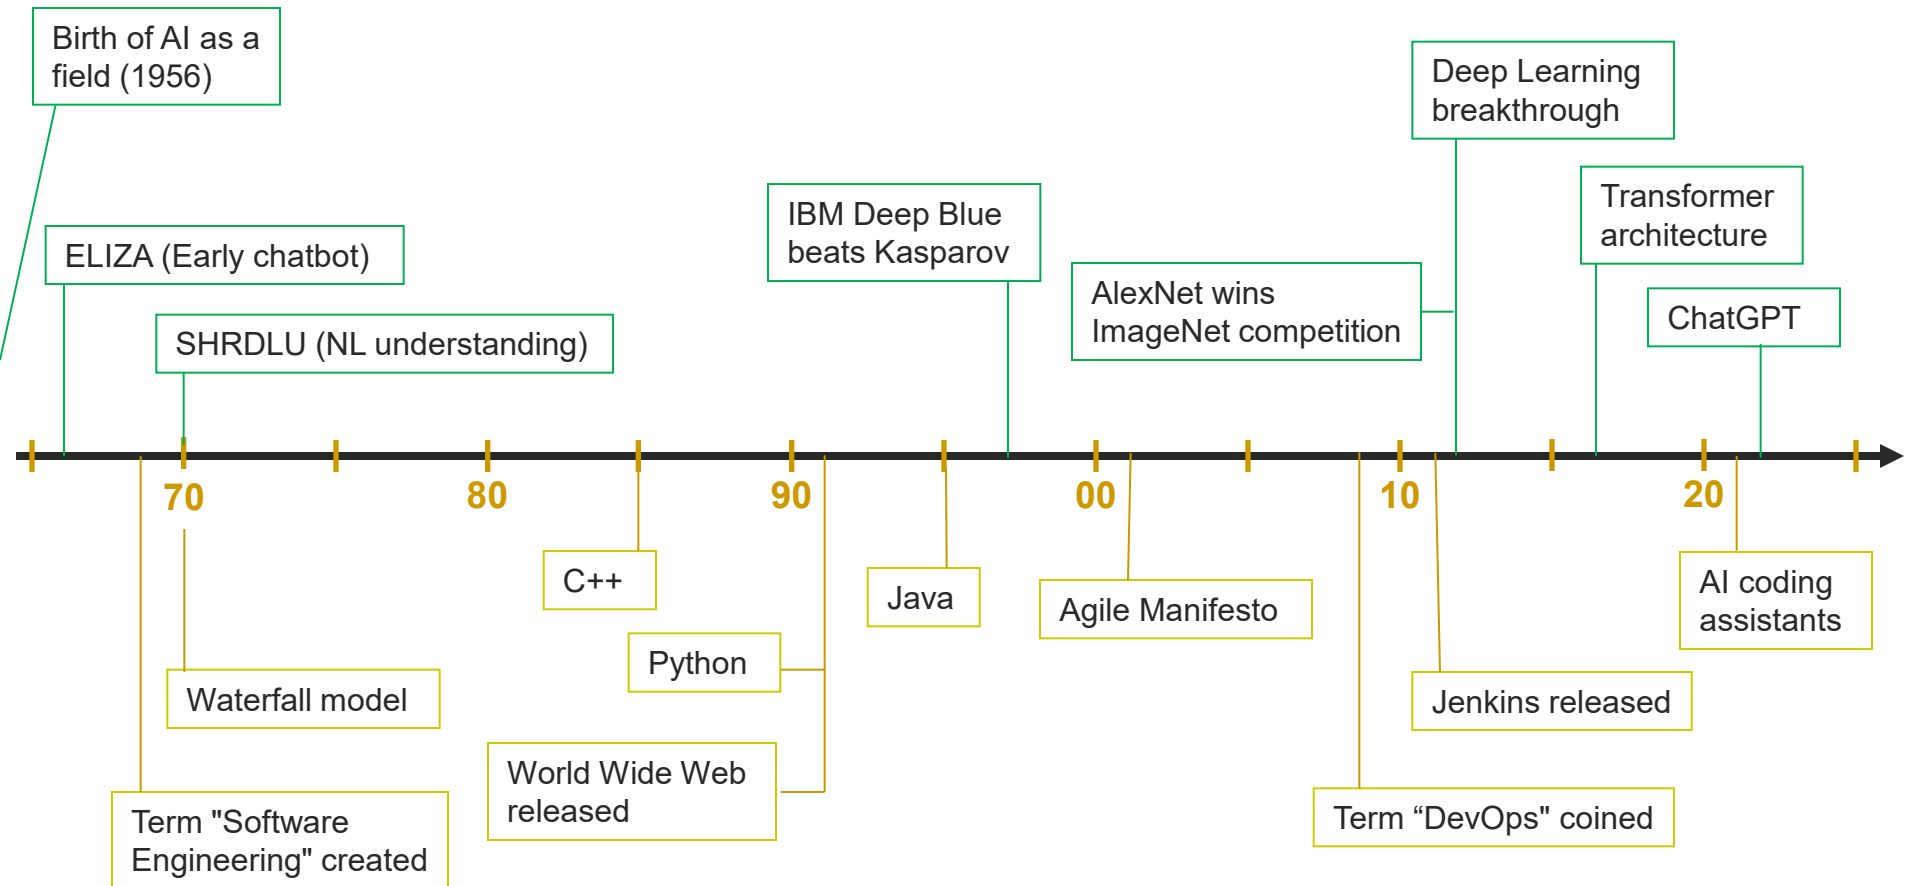 Birth of AI as a
field (1956)
Deep Learning
breakthrough
Transformer
architecture
IBM Deep Blue
beats Kasparov
ELIZA (Early chatbot)
AlexNet wins
ImageNet competition
ChatGPT
SHRDLU (NL understanding)
70
80
90
00
10
20
C++
Java
Agile Manifesto
AI coding
assistants
Python
Waterfall model
Jenkins released
World Wide Web
released
Term "Software
Engineering" created
Term “DevOps" coined